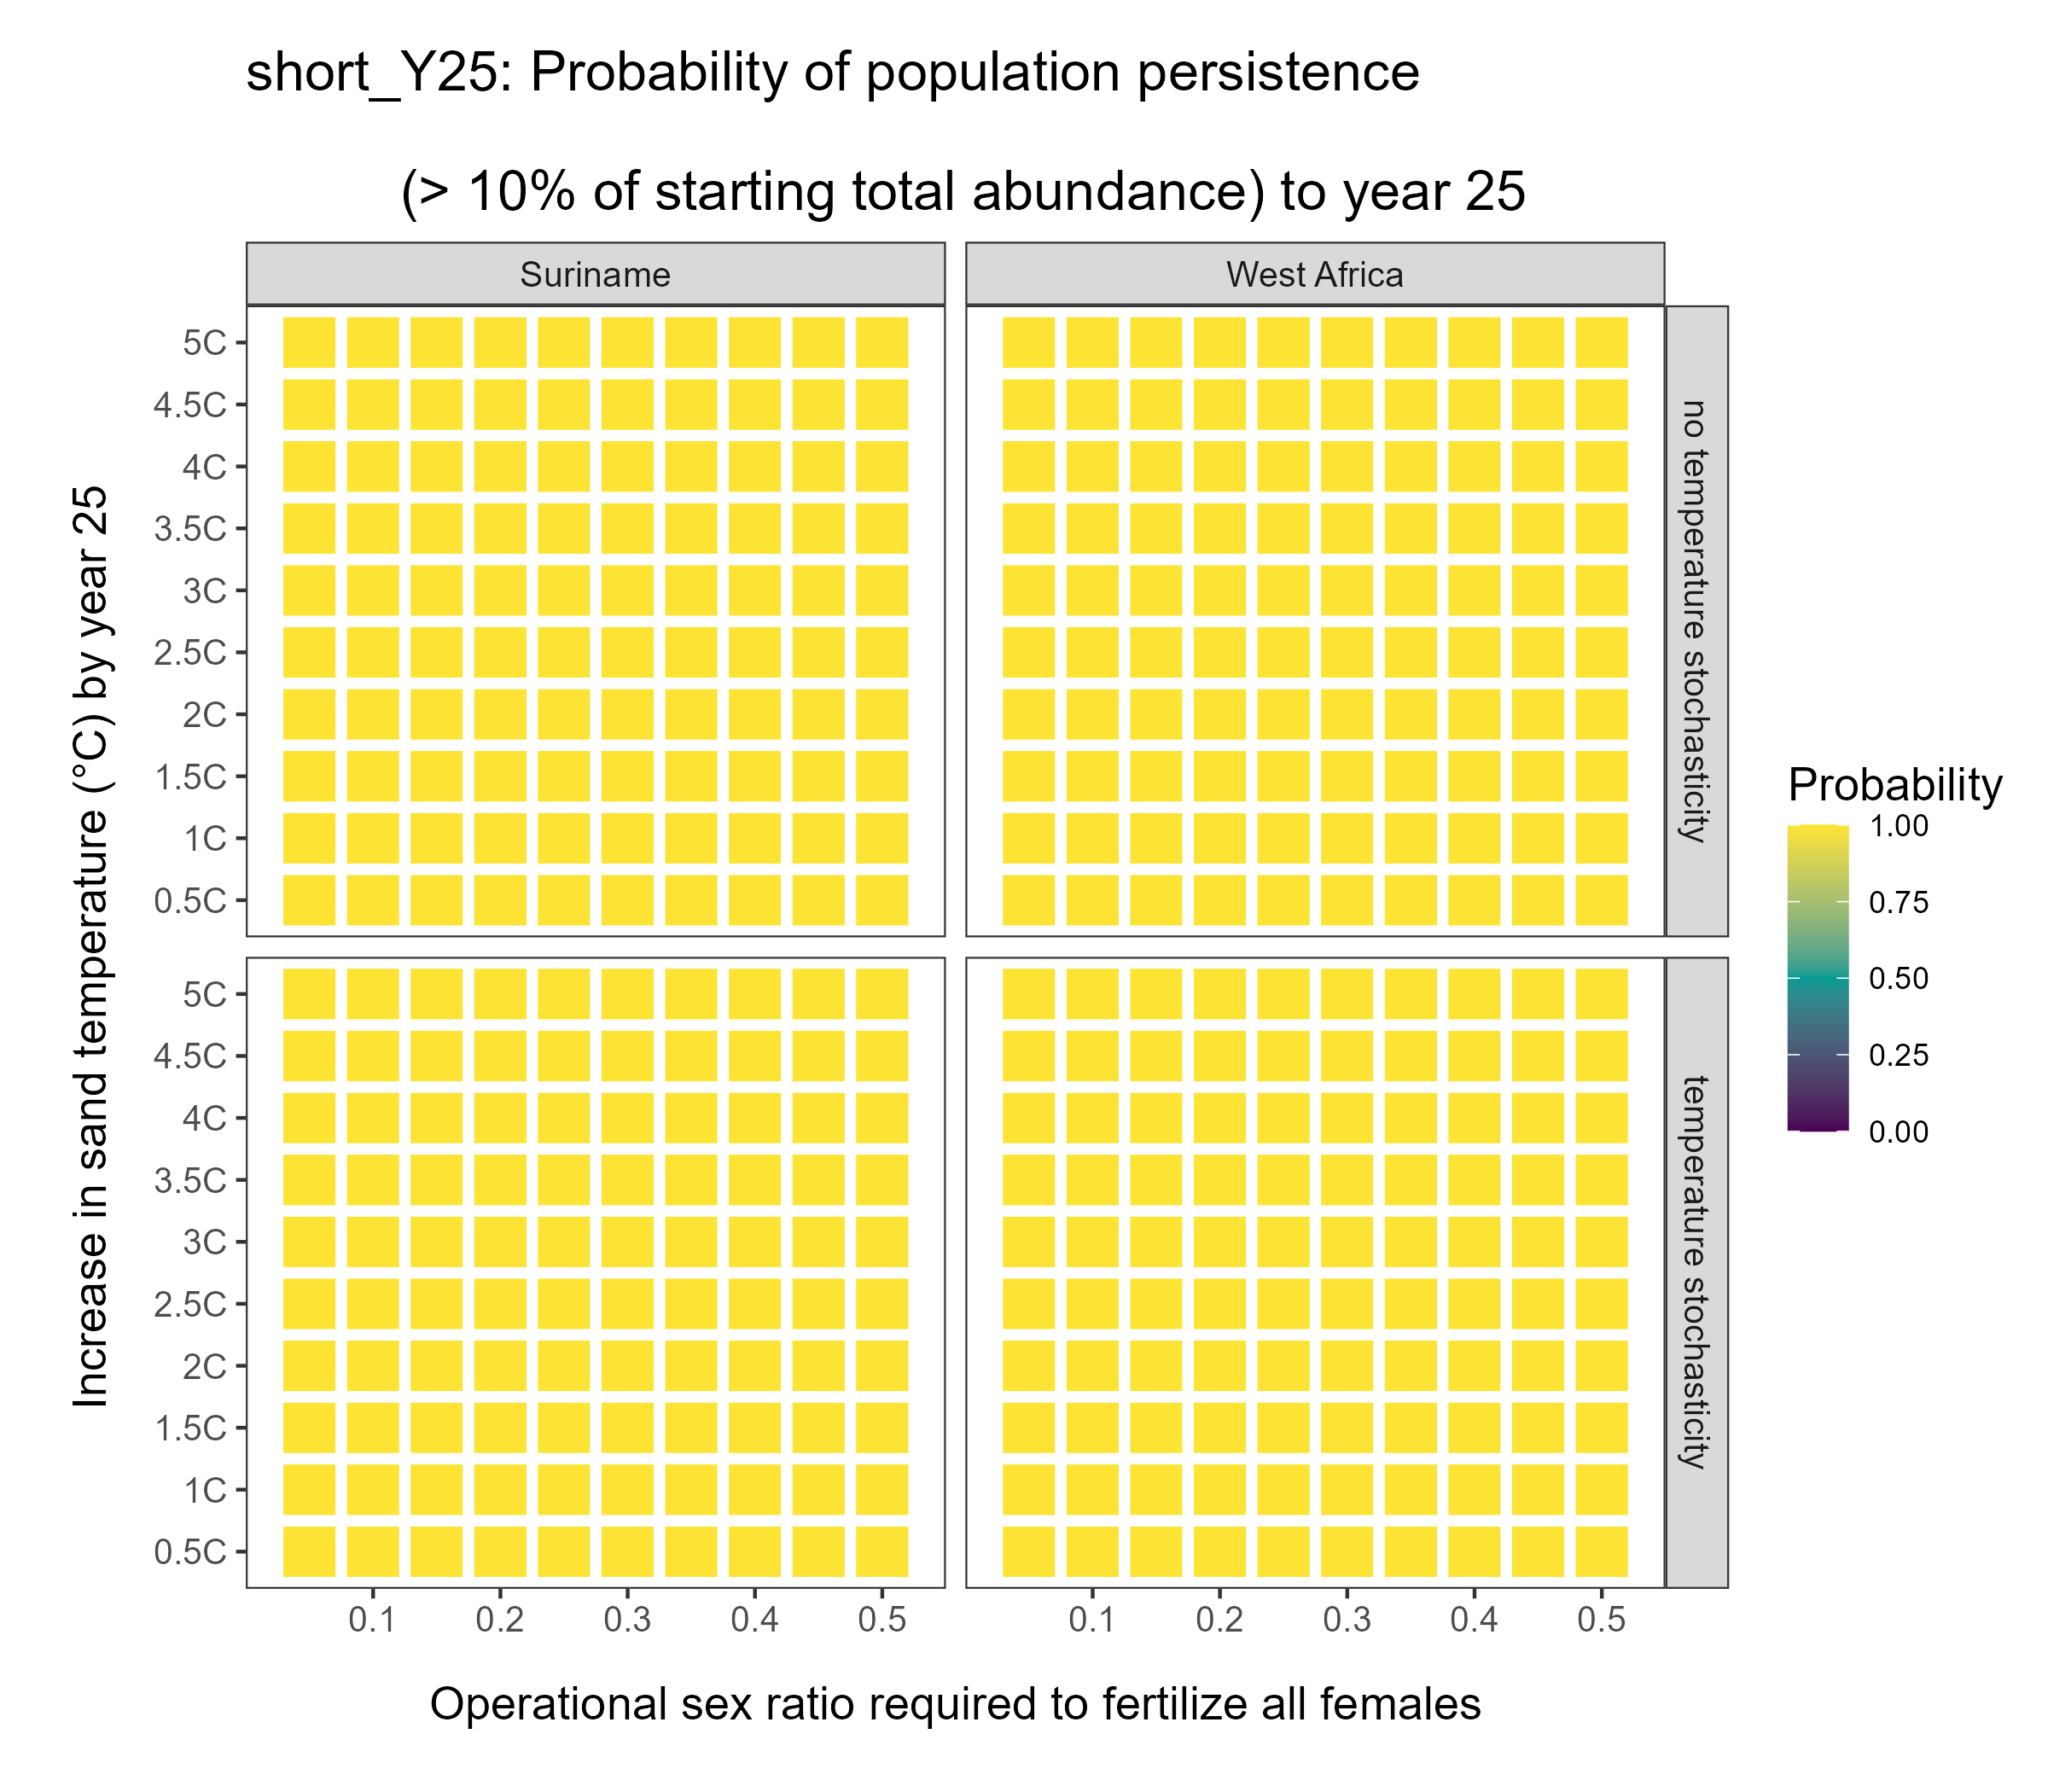 short_Y25: Probability of population persistence
(> 10% of starting total abundance) to year 25
Suriname
West Africa
Increase in sand temperature (°C) by year 25
5C
4.5C
4C
3.5C
3C
2.5C
2C
1.5C
1C
0.5C
no temperature stochasticity
5C
4.5C
4C
3.5C
3C
2.5C
2C
1.5C
1C
0.5C
temperature stochasticity
0.1 0.2 0.3 0.4 0.5
0.1 0.2 0.3 0.4 0.5
Operational sex ratio required to fertilize all females
Probability
1.00
0.75
0.50
0.25
0.00